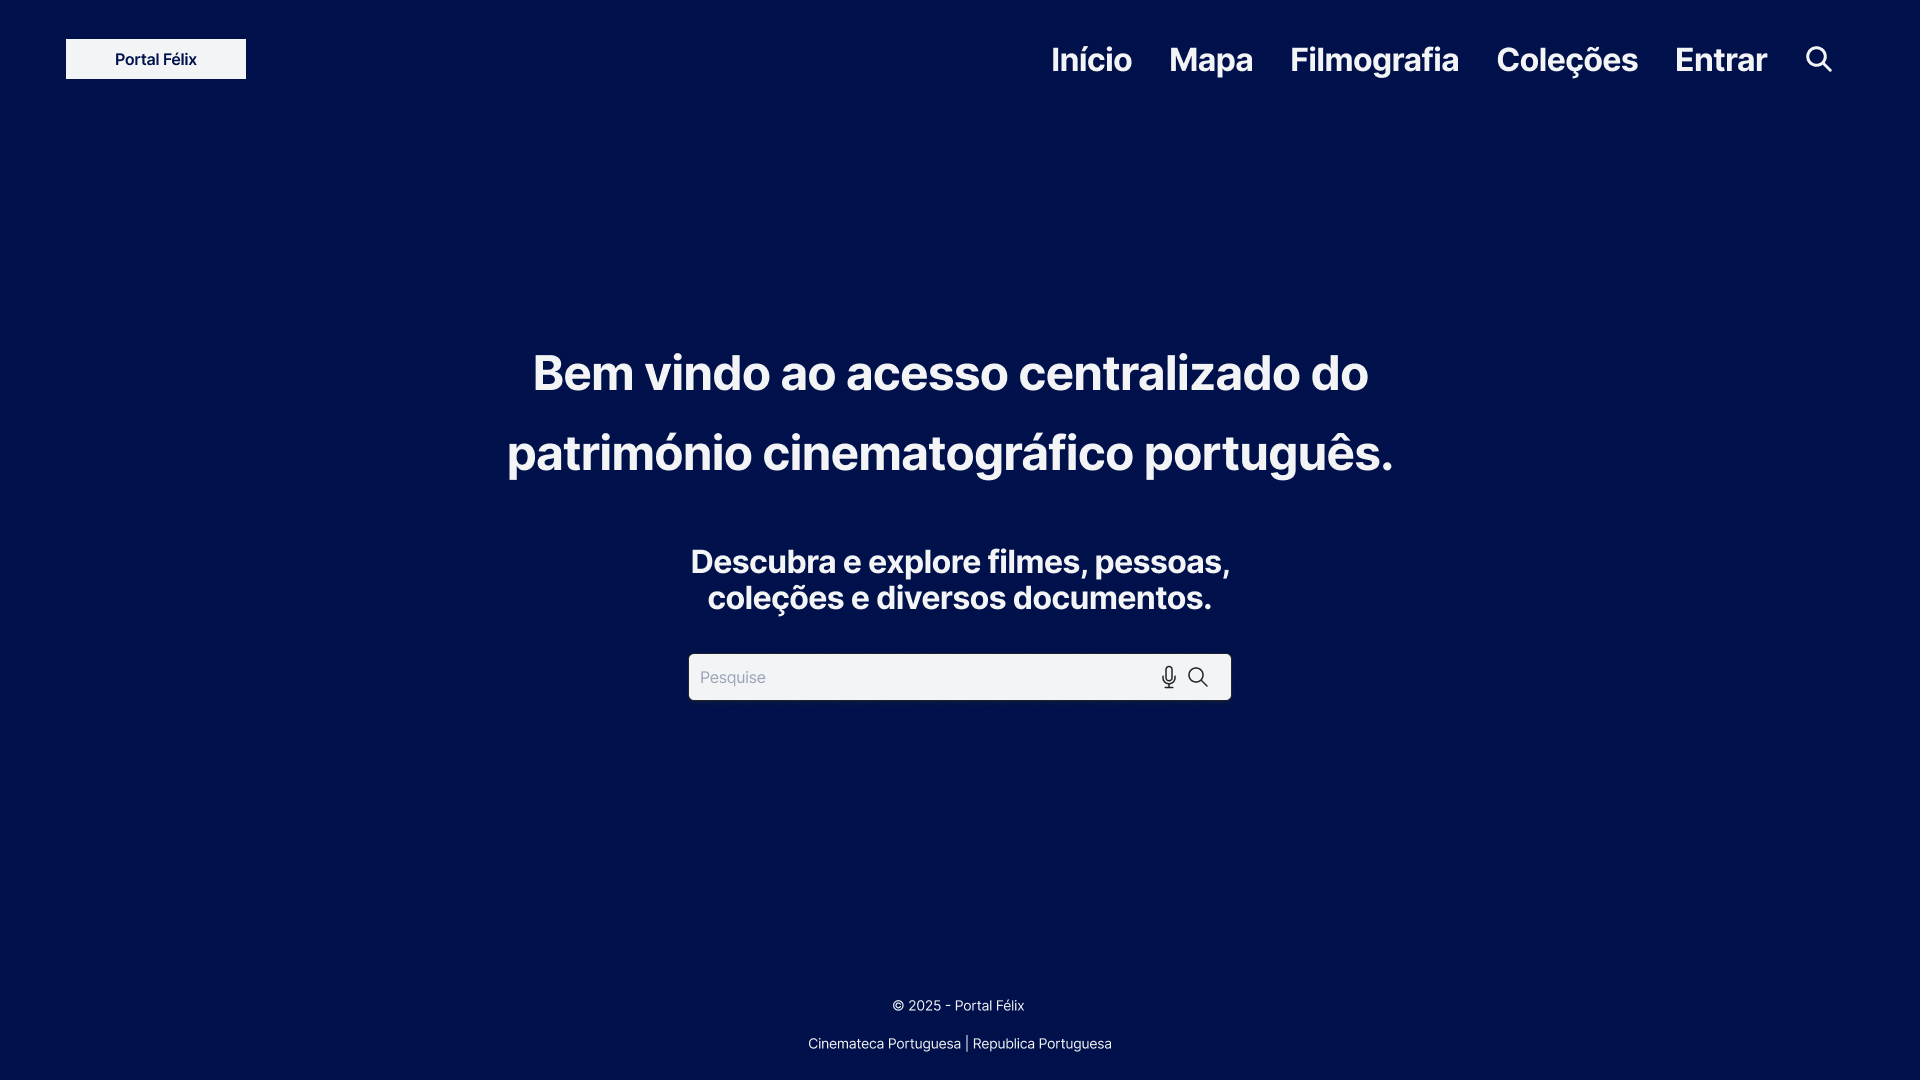 Portal Félix
Início Mapa Filmografia Coleções Entrar
Bem vindo ao acesso centralizado do
património cinematográfico português.
Descubra e explore filmes, pessoas,
coleções e diversos documentos.
Pesquise
© 2025 - Portal Félix
Cinemateca Portuguesa | Republica Portuguesa